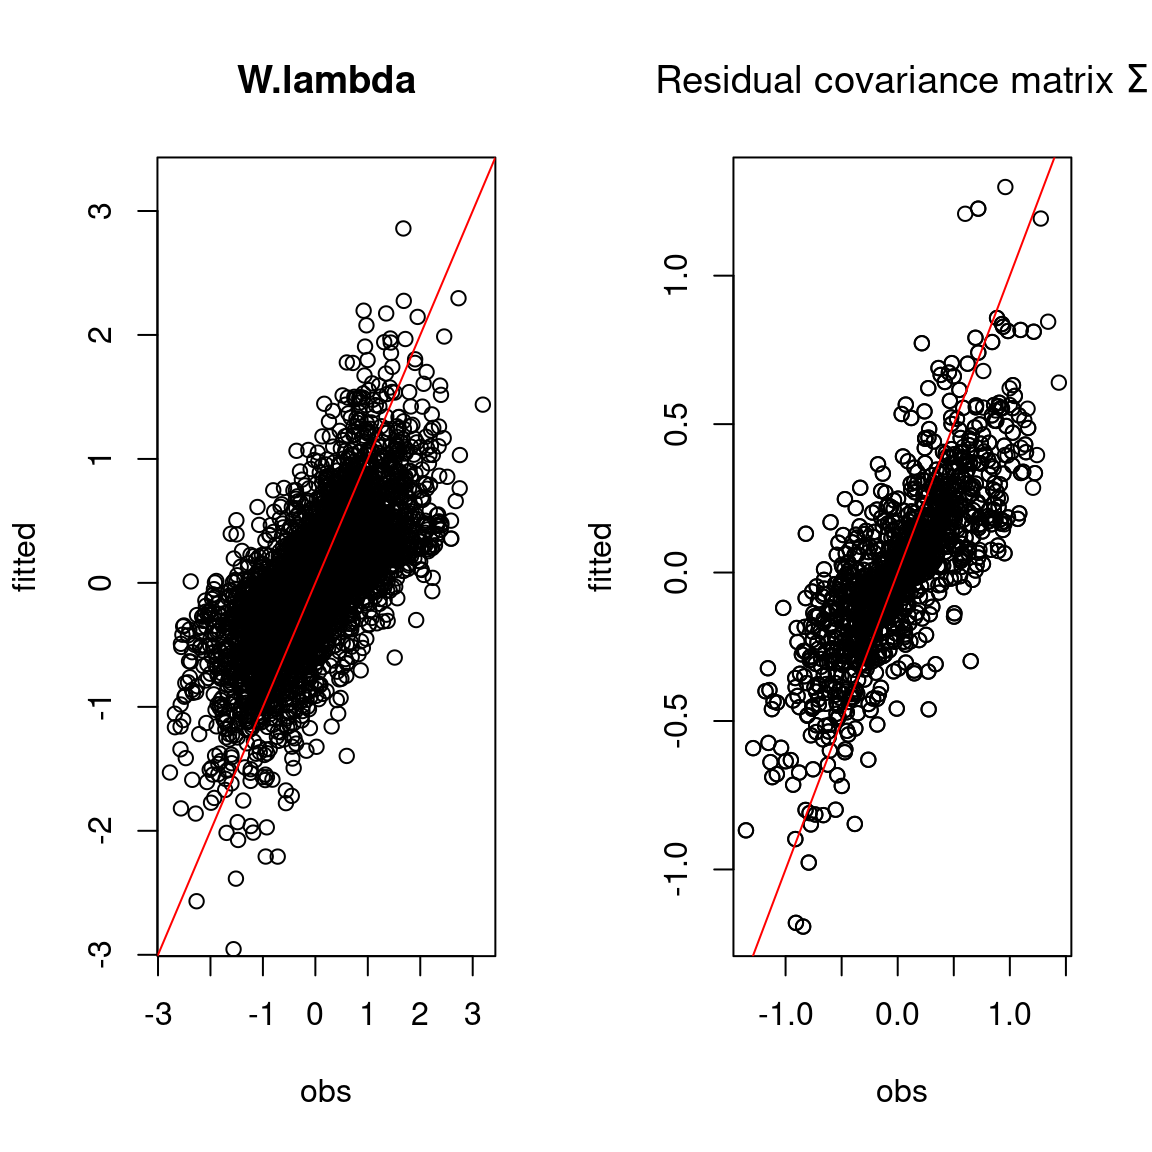 W.lambda
3
2
1
0
-1
-2
-3
fitted
-3 -1 0 1 2 3
obs
Residual covariance matrix Σ
1.0
0.5
0.0
-0.5
-1.0
fitted
-1.0 0.0 1.0
obs